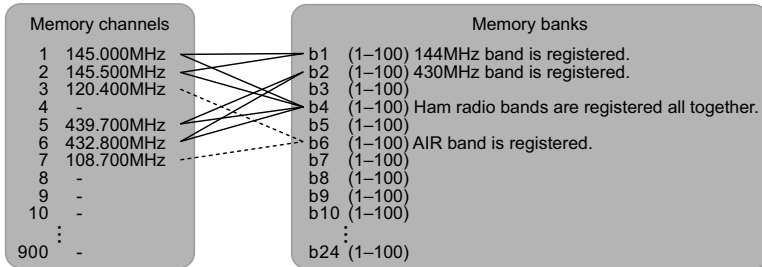 Memory channels
1 145.000MHz
2 145.500MHz
3 120.400MHz
4 -
5 439.700MHz
6 432.800MHz
7 108.700MHz
8 -
9 -
10 -
⋮
900 -
Memory banks
b1 (1–100) 144MHz band is registered.
b2 (1–100) 430MHz band is registered.
b3 (1–100)
b4 (1–100) Ham radio bands are registered all together.
b5 (1–100)
b6 (1–100) AIR band is registered.
b7 (1–100)
b8 (1–100)
b9 (1–100)
b10 (1–100)
⋮
b24 (1–100)